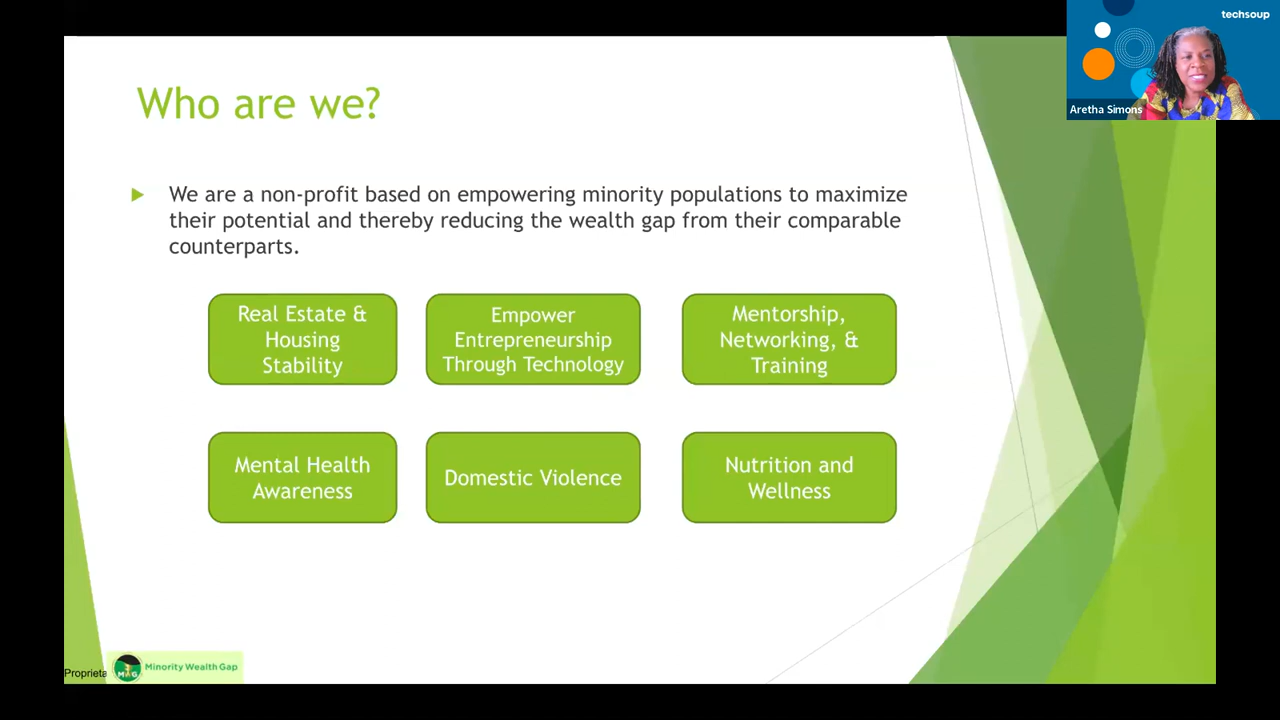 techsoup
Aretha Simons
Who are we?
We are a non-profit based on empowering minority populations to maximize
their potential and thereby reducing the wealth gap from their comparable
counterparts.
Real Estate &
Housing
Stability
Empower
Entrepreneurship
Through Technology
Mentorship,
Networking, &
Training
Mental Health
Awareness
Domestic Violence
Nutrition and
Wellness
Proprieta
MWG
Minority Wealth Gap